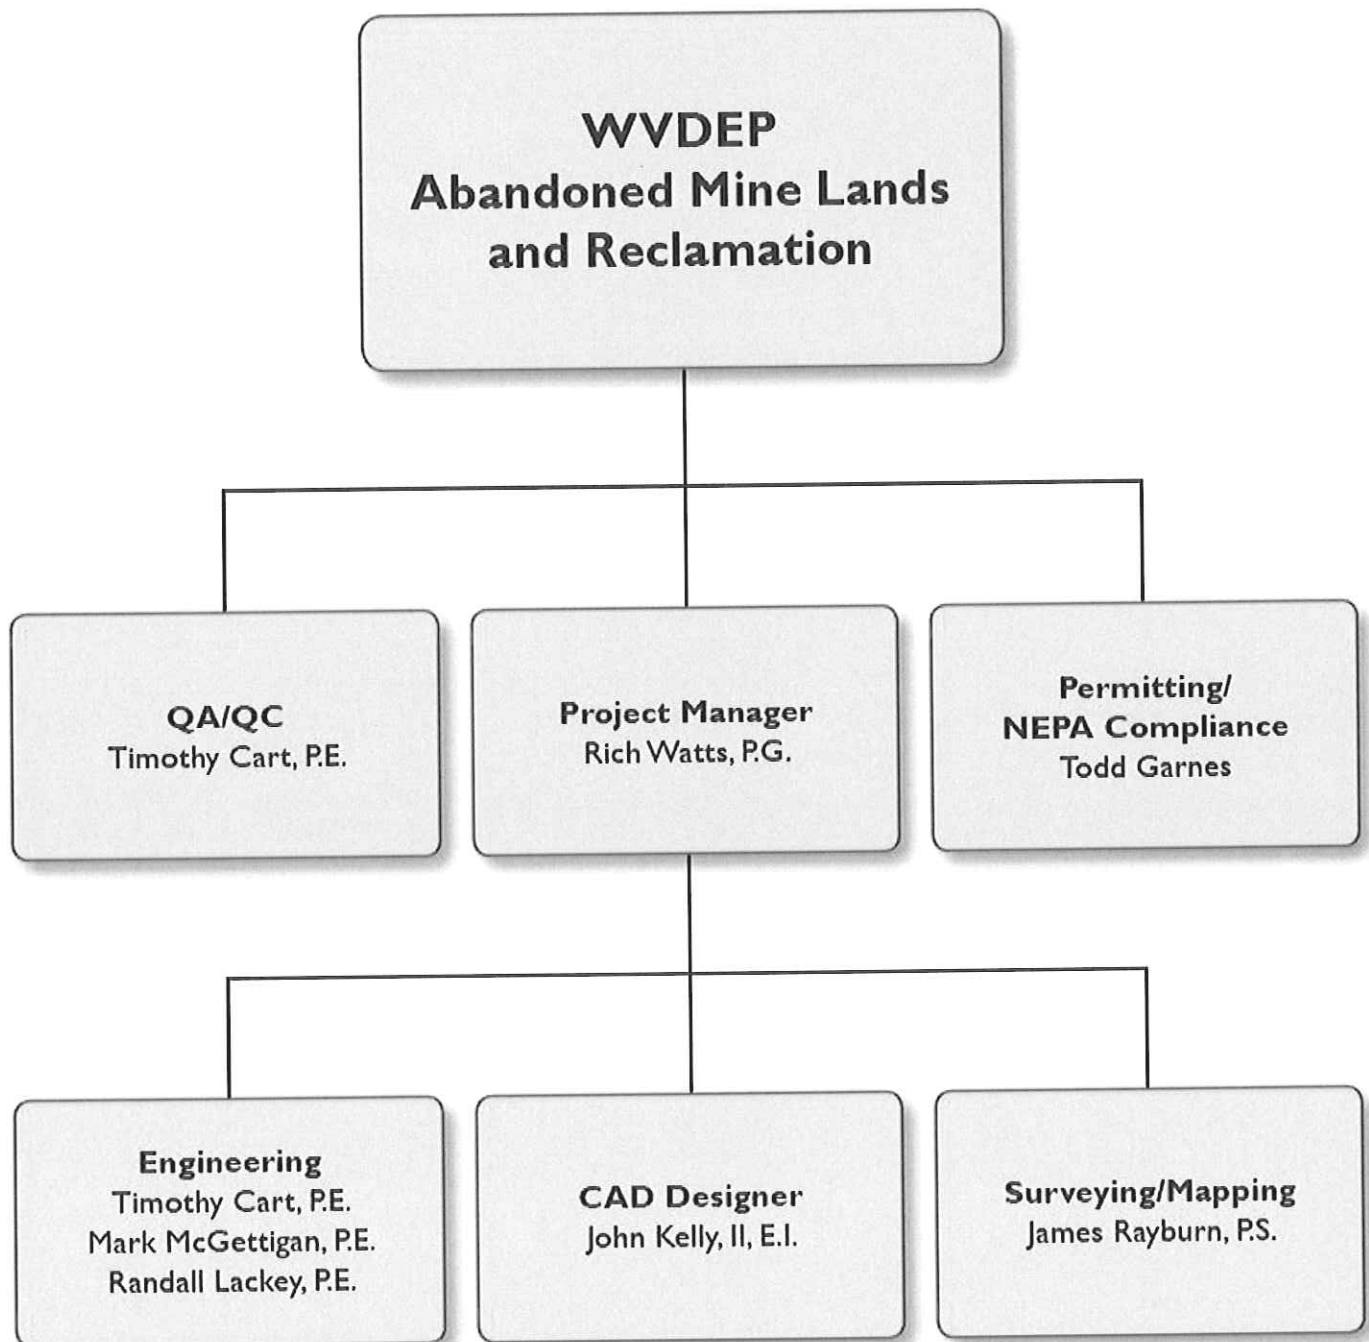 WVDEP
Abandoned Mine Lands
and Reclamation
QA/QC
Timothy Cart, P.E.
Project Manager
Rich Watts, P.G.
Permitting/
NEPA Compliance
Todd Garnes
Engineering
Timothy Cart, P.E.
Mark McGettigan, P.E.
Randall Lackey, P.E.
CAD Designer
John Kelly, II, E.I.
Surveying/Mapping
James Rayburn, P.S.